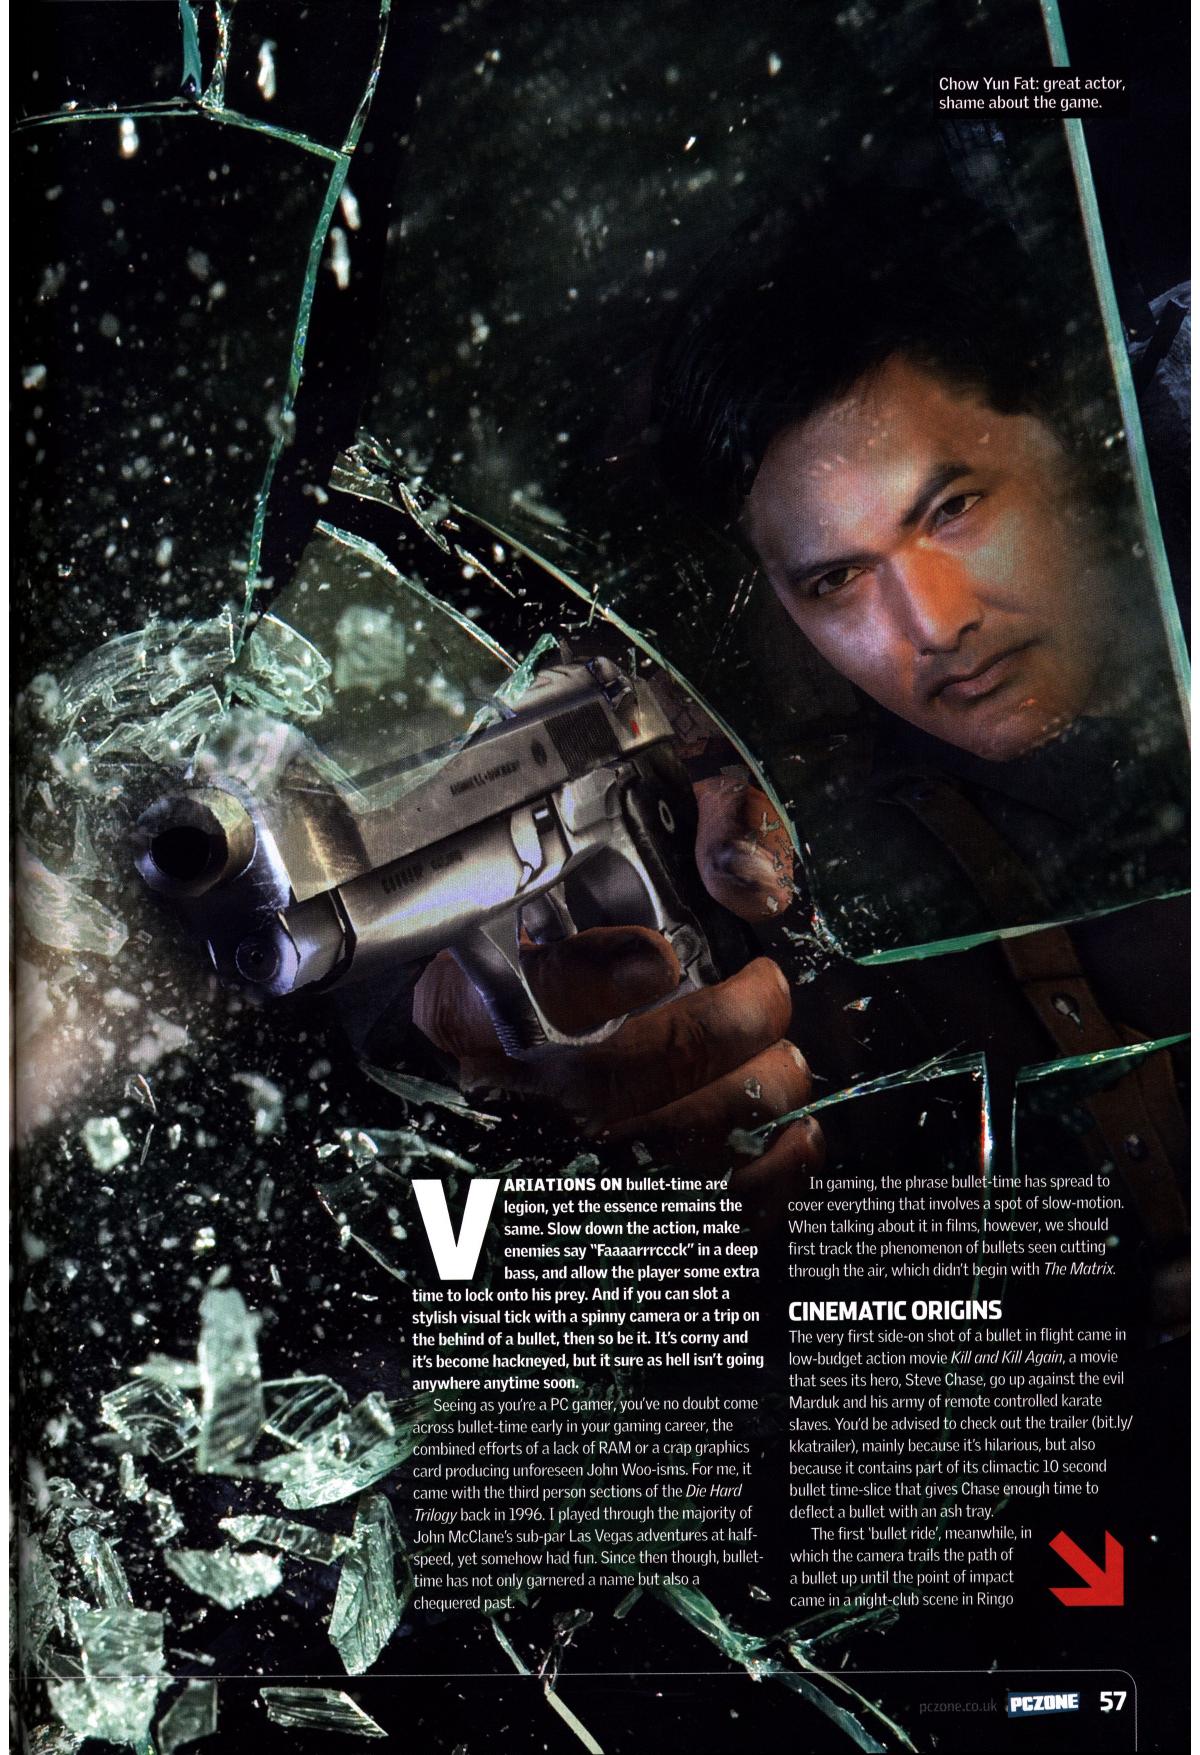 Chow Yun Fat: great actor,
shame about the game.
VARIATIONS ON bullet-time are
legion, yet the essence remains the
same. Slow down the action, make
enemies say "Faaaarrrccck" in a deep
bass, and allow the player some extra
time to lock onto his prey. And if you can slot a
stylish visual tick with a spinny camera or a trip on
the behind of a bullet, then so be it. It's corny and
it's become hackneyed, but it sure as hell isn't going
anywhere anytime soon.
Seeing as you're a PC gamer, you've no doubt come
across bullet-time early in your gaming career, the
combined efforts of a lack of RAM or a crap graphics
card producing unforeseen John Woo-isms. For me, it
came with the third person sections of the Die Hard
Trilogy back in 1996. I played through the majority of
John McClane's sub-par Las Vegas adventures at half-
speed, yet somehow had fun. Since then though, bullet-
time has not only garnered a name but also a
chequered past.
In gaming, the phrase bullet-time has spread to
cover everything that involves a spot of slow-motion.
When talking about it in films, however, we should
first track the phenomenon of bullets seen cutting
through the air, which didn't begin with The Matrix.
CINEMATIC ORIGINS
The very first side-on shot of a bullet in flight came in
low-budget action movie Kill and Kill Again, a movie
that sees its hero, Steve Chase, go up against the evil
Marduk and his army of remote controlled karate
slaves. You'd be advised to check out the trailer (bit.ly/
kkatrailer), mainly because it's hilarious, but also
because it contains part of its climactic 10 second
bullet time-slice that gives Chase enough time to
deflect a bullet with an ash tray.
The first 'bullet ride', meanwhile, in
which the camera trails the path of
a bullet up until the point of impact
came in a night-club scene in Ringo
pczone.co.uk PCZONE 57